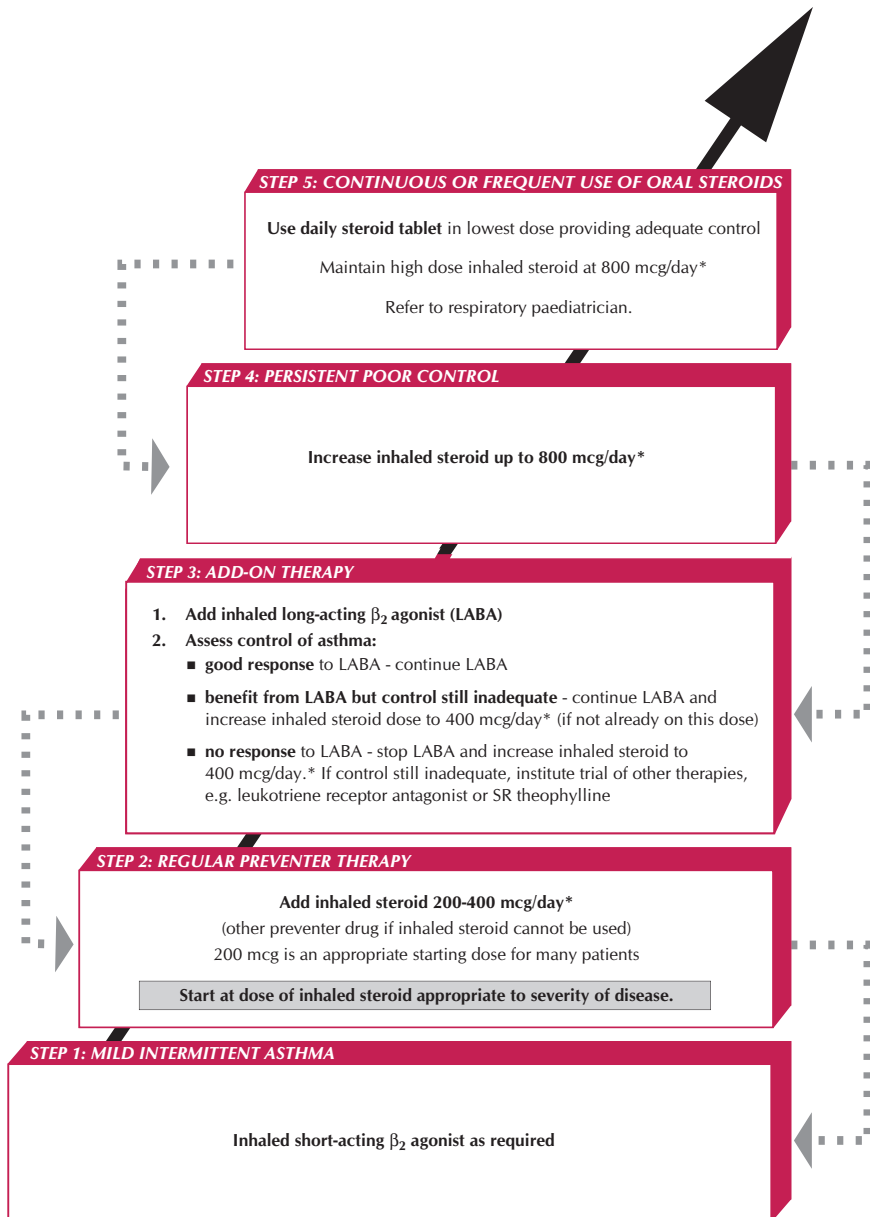 STEP 5: CONTINUOUS OR FREQUENT USE OF ORAL STEROIDS
Use daily steroid tablet in lowest dose providing adequate control
Maintain high dose inhaled steroid at 800 mcg/day*
Refer to respiratory paediatrician.
STEP 4: PERSISTENT POOR CONTROL
Increase inhaled steroid up to 800 mcg/day*
STEP 3: ADD-ON THERAPY
1. Add inhaled long-acting β₂ agonist (LABA)
2. Assess control of asthma:
■ good response to LABA - continue LABA
■ benefit from LABA but control still inadequate - continue LABA and
increase inhaled steroid dose to 400 mcg/day* (if not already on this dose)
■ no response to LABA - stop LABA and increase inhaled steroid to
400 mcg/day.* If control still inadequate, institute trial of other therapies,
e.g. leukotriene receptor antagonist or SR theophylline
STEP 2: REGULAR PREVENTER THERAPY
Add inhaled steroid 200-400 mcg/day*
(other preventer drug if inhaled steroid cannot be used)
200 mcg is an appropriate starting dose for many patients
Start at dose of inhaled steroid appropriate to severity of disease.
STEP 1: MILD INTERMITTENT ASTHMA
Inhaled short-acting β₂ agonist as required